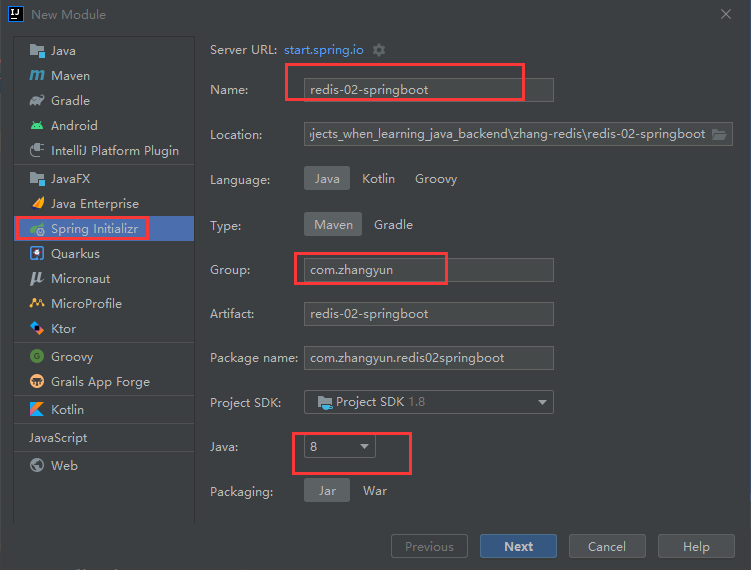 New Module
Java
Maven
Gradle
Android
IntelliJ Platform Plugin
JavaFX
Java Enterprise
Spring Initializr
Quarkus
Micronaut
MicroProfile
Ktor
Groovy
Grails App Forge
Kotlin
JavaScript
Web
Server URL: start.spring.io
Name: redis-02-springboot
Location: ojects_when_learning_java_backend\zhang-redis\redis-02-springboot
Language: Java Kotlin Groovy
Type: Maven Gradle
Group: com.zhangyun
Artifact: redis-02-springboot
Package name: com.zhangyun.redis02springboot
Project SDK: Project SDK 1.8
Java: 8
Packaging: Jar War
Previous Next Cancel Help